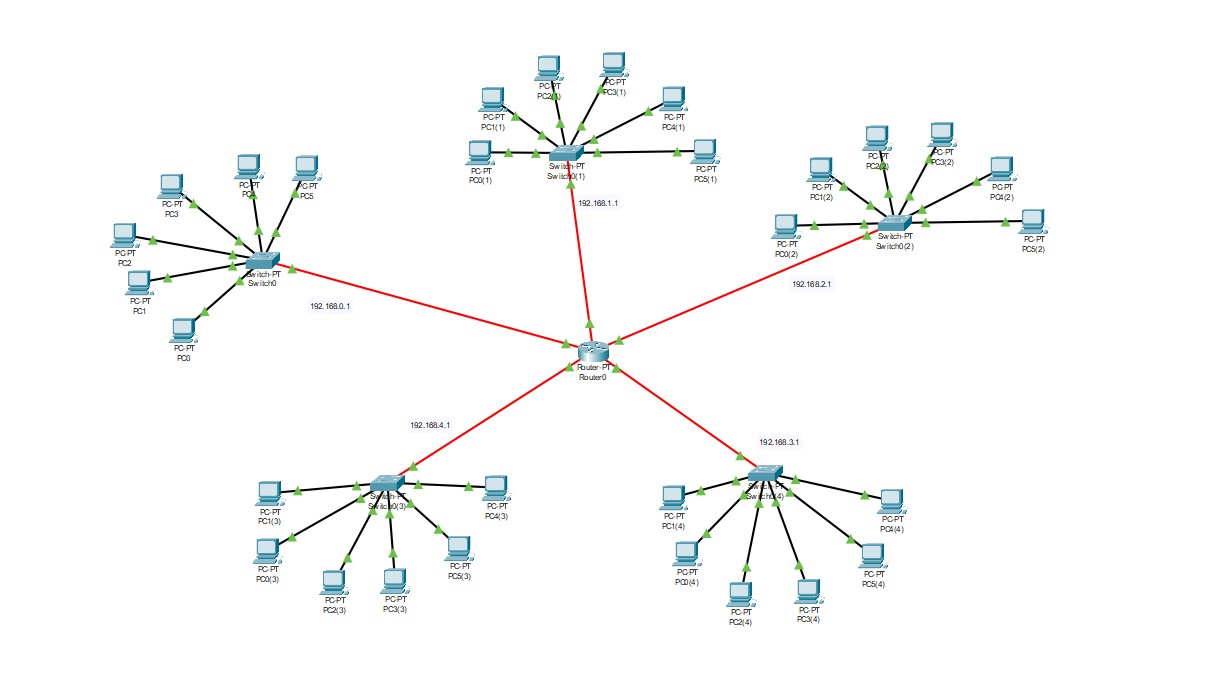 PC-PT
PC2(1)
PC-PT
PC3(1)
PC-PT
PC1(1)
PC-PT
PC4(1)
PC-PT
PC0(1)
Switch-PT
Switch0(1)
PC-PT
PC5(1)
192.168.1.1
PC-PT
PC3
PC-PT
PC4
PC-PT
PC5
PC-PT
PC2
PC-PT
PC1
Switch-PT
Switch0
PC-PT
PC0
192.168.0.1
PC-PT
PC2(2)
PC-PT
PC3(2)
PC-PT
PC1(2)
PC-PT
PC4(2)
PC-PT
PC0(2)
Switch-PT
Switch0(2)
PC-PT
PC5(2)
192.168.2.1
Router-PT
Router0
192.168.4.1
192.168.3.1
PC-PT
PC1(3)
Switch-PT
Switch0(3)
PC-PT
PC4(3)
PC-PT
PC0(3)
PC-PT
PC2(3)
PC-PT
PC3(3)
PC-PT
PC5(3)
PC-PT
PC1(4)
Switch-PT
Switch0(4)
PC-PT
PC4(4)
PC-PT
PC0(4)
PC-PT
PC2(4)
PC-PT
PC3(4)
PC-PT
PC5(4)